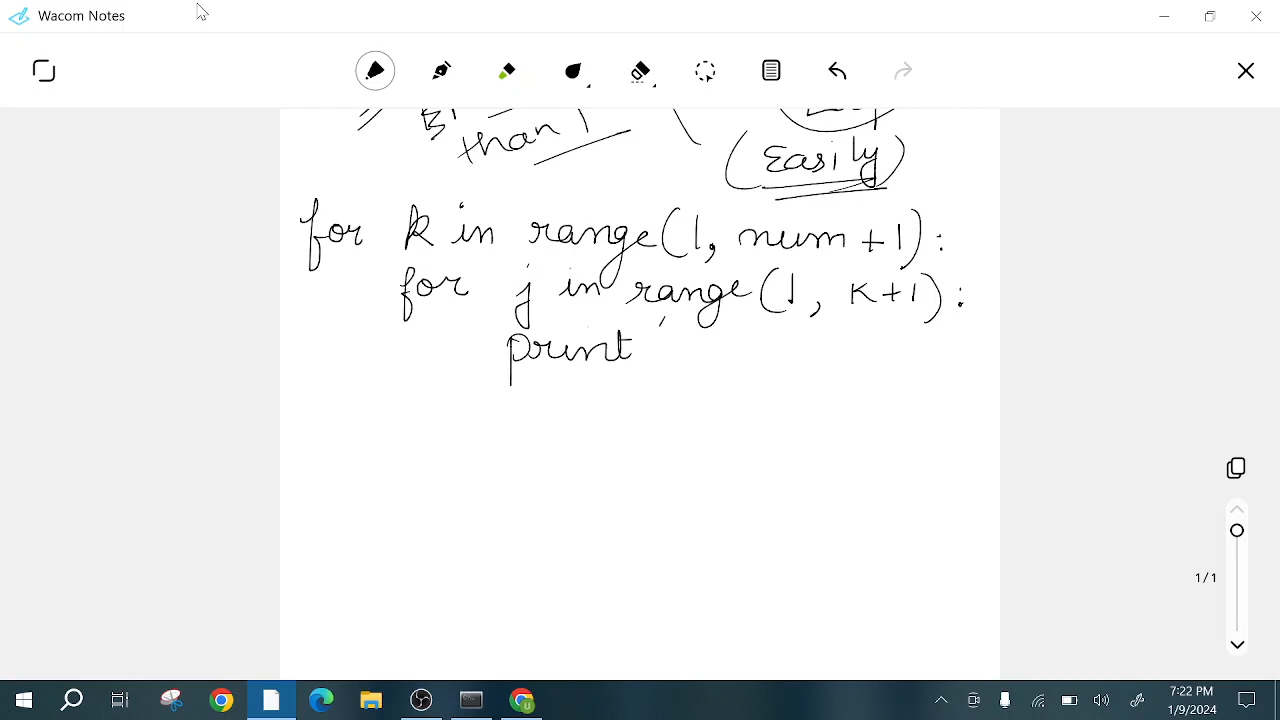 Wacom Notes
than 1
(Easily)
for k in range(1, num+1):
for j in range(1, k+1):
print
1/1
7:22 PM
1/9/2024